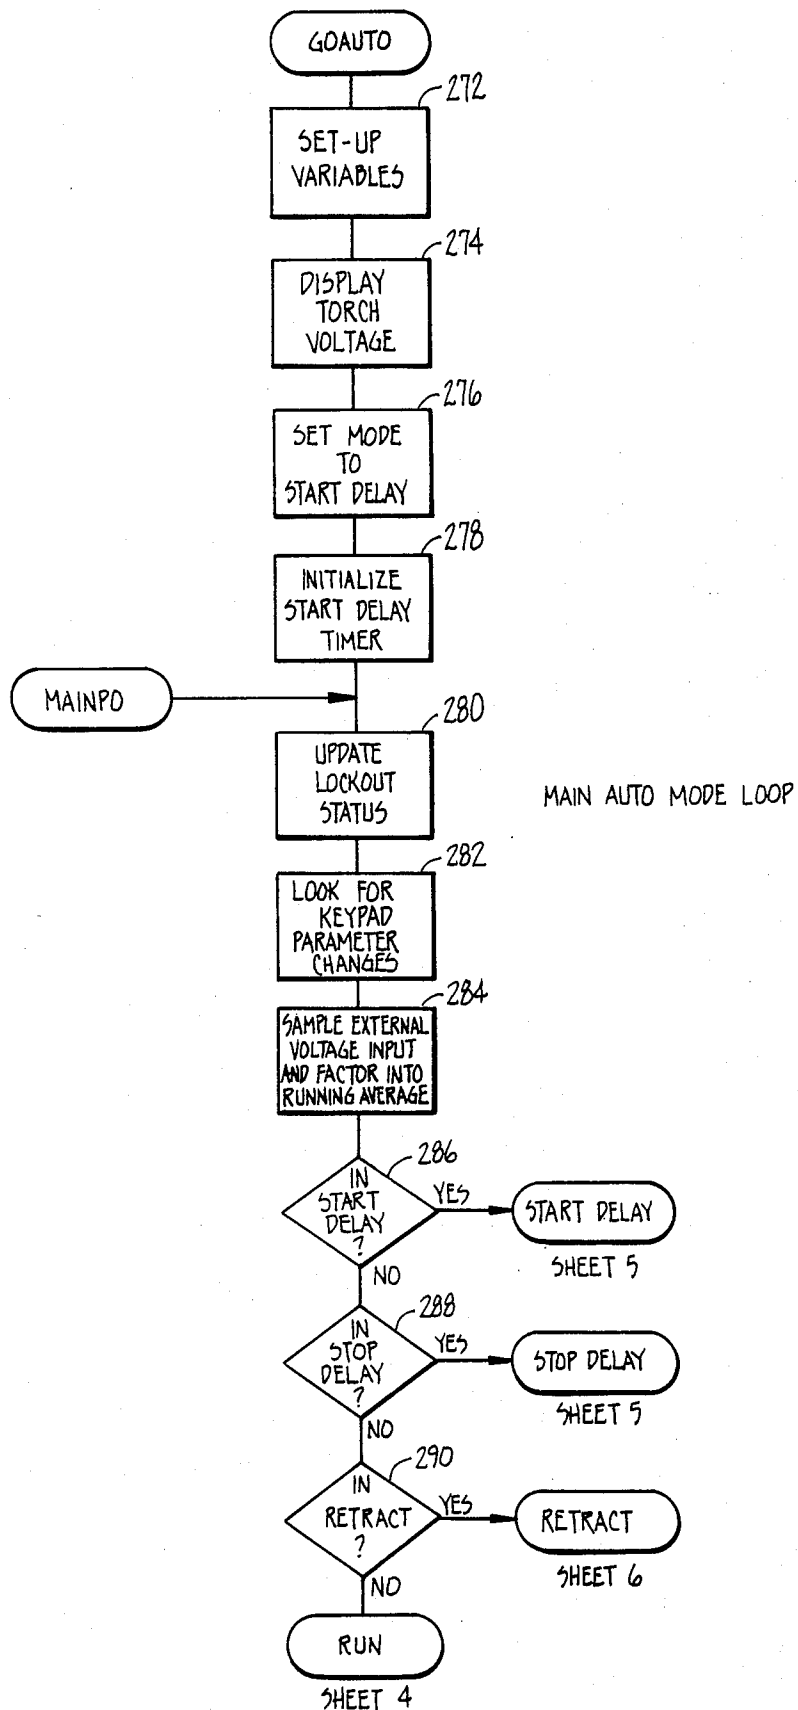 GOAUTO
272
SET-UP
VARIABLES
274
DISPLAY
TORCH
VOLTAGE
276
SET MODE
TO
START DELAY
278
INITIALIZE
START DELAY
TIMER
MAINPO
280
UPDATE
LOCKOUT
STATUS
MAIN AUTO MODE LOOP
282
LOOK FOR
KEYPAD
PARAMETER
CHANGES
284
SAMPLE EXTERNAL
VOLTAGE INPUT
AND FACTOR INTO
RUNNING AVERAGE
286
IN
START
DELAY
?
YES
START DELAY
SHEET 5
NO
288
IN
STOP
DELAY
?
YES
STOP DELAY
SHEET 5
NO
290
IN
RETRACT
?
YES
RETRACT
SHEET 6
NO
RUN
SHEET 4